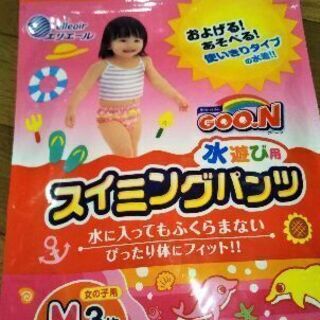 elleair
エリエール
およげる！
あそべる！
使いきりタイプ
の水着!!
GOO.N
水遊び用
スイミングパンツ
水に入ってもふくらまない
ぴったり体にフィット!!
女の子用
M 3枚